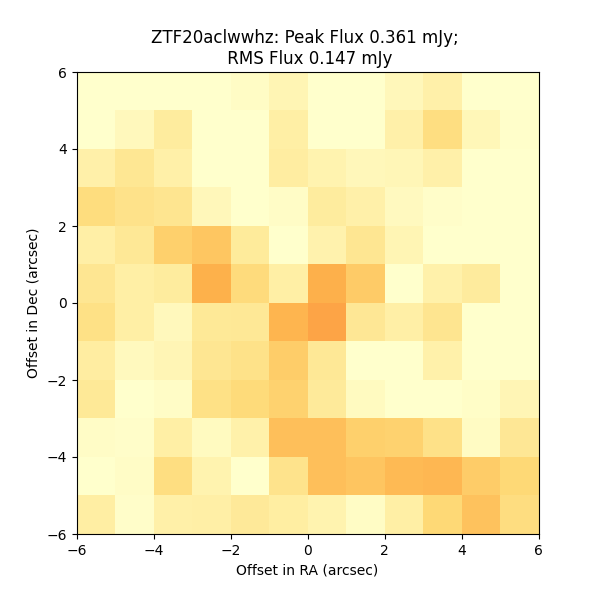 ZTF20aclwwhz: Peak Flux 0.361 mJy;
RMS Flux 0.147 mJy
6
4
2
0
−2
−4
−6
Offset in Dec (arcsec)
−6 −4 −2 0 2 4 6
Offset in RA (arcsec)